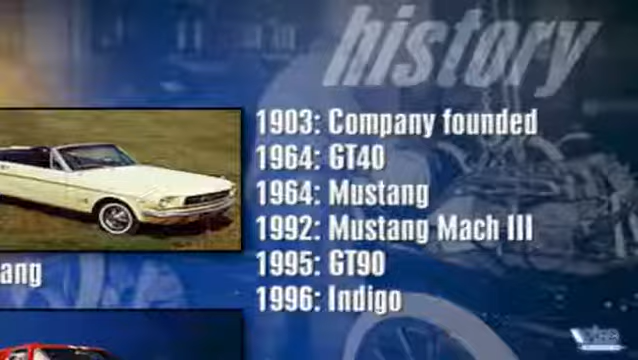 history
1903: Company founded
1964: GT40
1964: Mustang
1992: Mustang Mach III
1995: GT90
1996: Indigo
ang